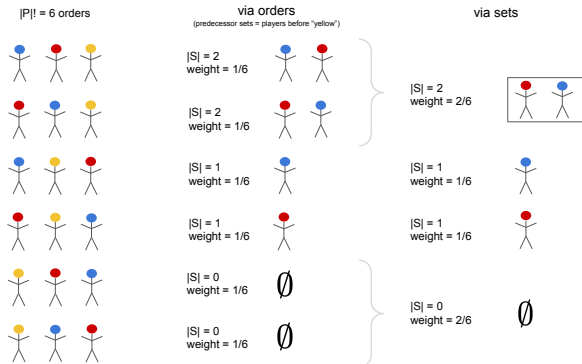 |P|! = 6 orders
via orders
(predecessor sets = players before "yellow")
via sets
|S| = 2
weight = 1/6
|S| = 2
weight = 1/6
|S| = 2
weight = 2/6
|S| = 1
weight = 1/6
|S| = 1
weight = 1/6
|S| = 1
weight = 1/6
|S| = 1
weight = 1/6
|S| = 0
weight = 1/6
∅
|S| = 0
weight = 1/6
∅
|S| = 0
weight = 2/6
∅